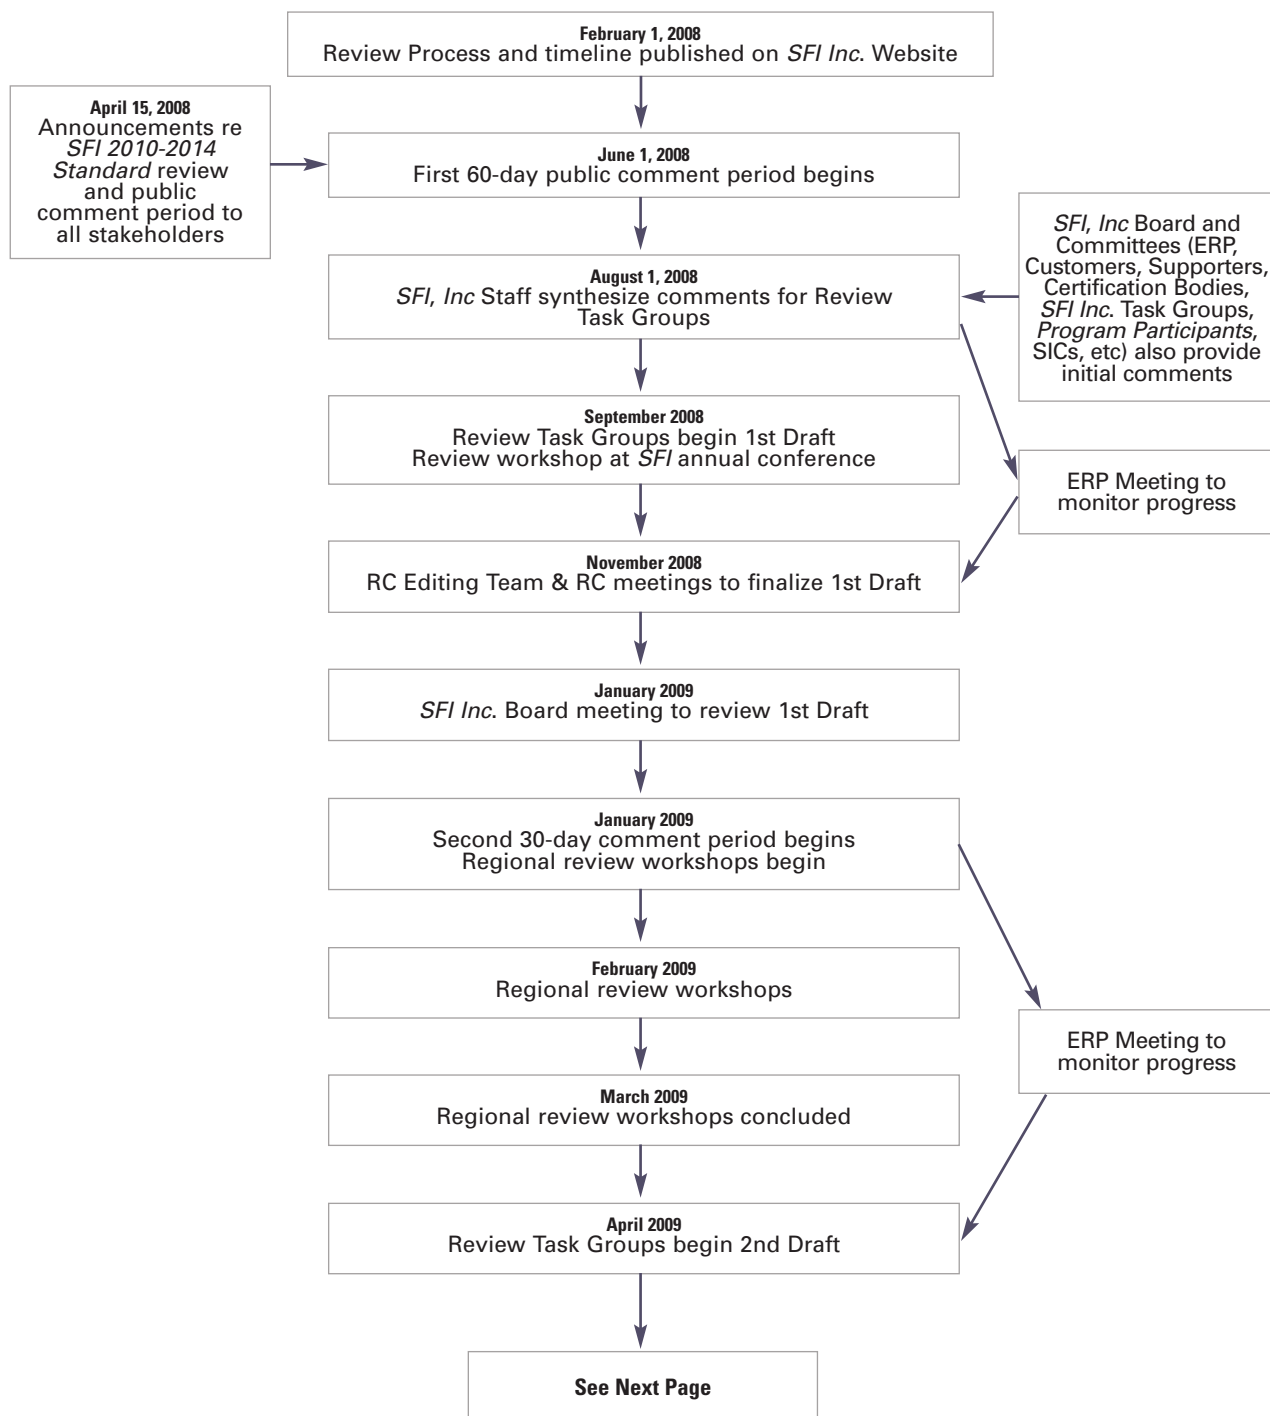 February 1, 2008
Review Process and timeline published on SFI Inc. Website
April 15, 2008
Announcements re
SFI 2010-2014
Standard review
and public
comment period to
all stakeholders
June 1, 2008
First 60-day public comment period begins
SFI, Inc Board and
Committees (ERP,
Customers, Supporters,
Certification Bodies,
SFI Inc. Task Groups,
Program Participants,
SICs, etc) also provide
initial comments
August 1, 2008
SFI, Inc Staff synthesize comments for Review
Task Groups
September 2008
Review Task Groups begin 1st Draft
Review workshop at SFI annual conference
ERP Meeting to
monitor progress
November 2008
RC Editing Team & RC meetings to finalize 1st Draft
January 2009
SFI Inc. Board meeting to review 1st Draft
January 2009
Second 30-day comment period begins
Regional review workshops begin
February 2009
Regional review workshops
ERP Meeting to
monitor progress
March 2009
Regional review workshops concluded
April 2009
Review Task Groups begin 2nd Draft
See Next Page